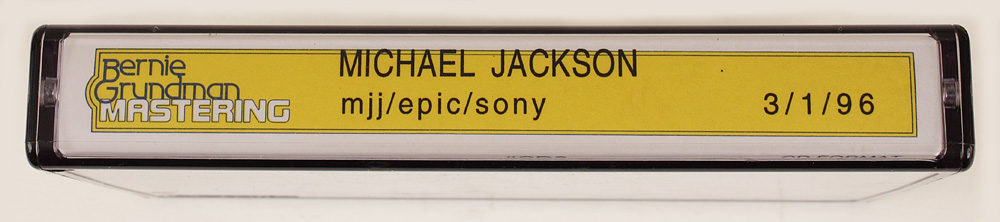 Bernie
Grundman
MASTERING
MICHAEL JACKSON
mjj/epic/sony
3/1/96